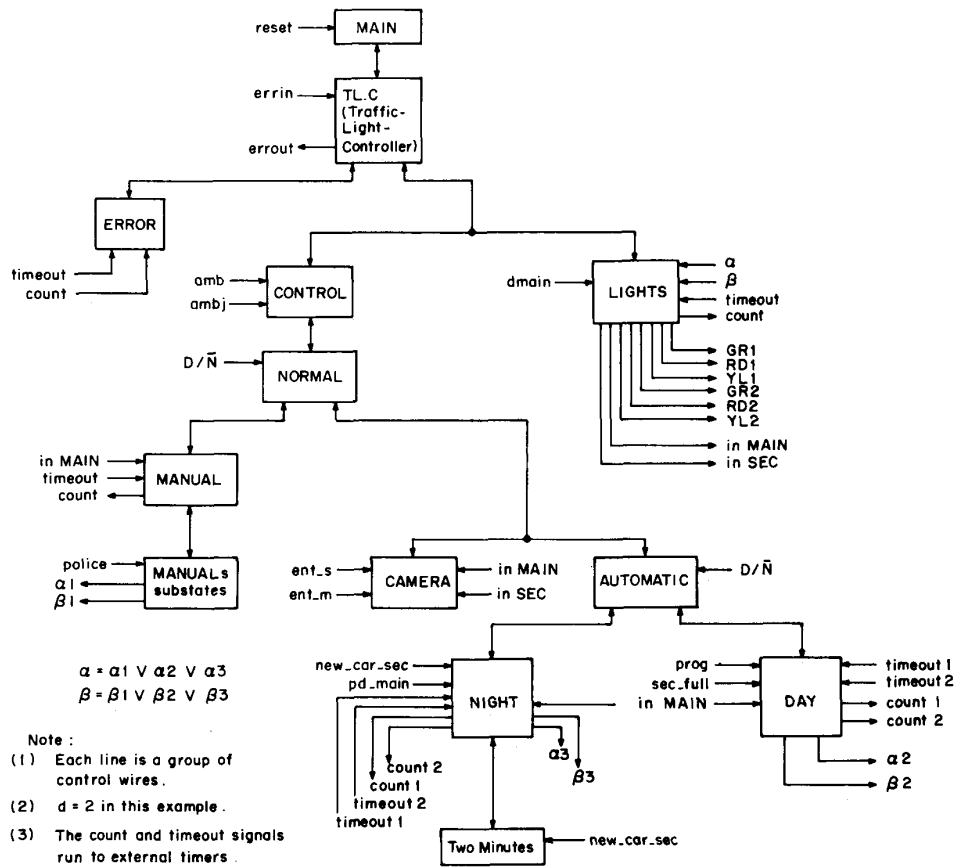 reset
MAIN
errin
TL.C
(Traffic-
Light-
Controller)
errout
ERROR
timeout
count
amb
ambj
CONTROL
dmain
LIGHTS
α
β
timeout
count
GR1
RD1
YL1
GR2
RD2
YL2
in MAIN
in SEC
D/N̄
NORMAL
in MAIN
timeout
count
MANUAL
police
α1
β1
MANUALs
substates
ent_s
ent_m
CAMERA
in MAIN
in SEC
AUTOMATIC
D/N̄
new_car_sec
pd_main
NIGHT
in MAIN
α3
β3
count 2
count 1
timeout 2
timeout 1
Two Minutes
new_car_sec
prog
sec_full
DAY
timeout 1
timeout 2
count 1
count 2
α2
β2
α = α1 V α2 V α3
β = β1 V β2 V β3
Note :
(1) Each line is a group of
control wires.
(2) d = 2 in this example.
(3) The count and timeout signals
run to external timers.